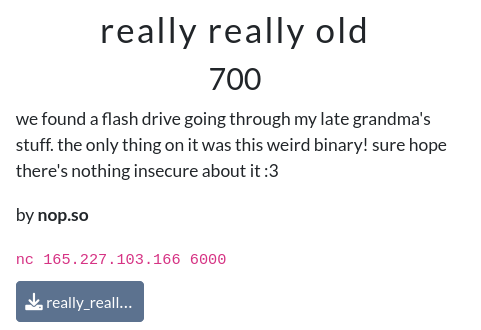 really really old
700
we found a flash drive going through my late grandma's
stuff. the only thing on it was this weird binary! sure hope
there's nothing insecure about it :3
by nop.so
nc 165.227.103.166 6000
really_reall...